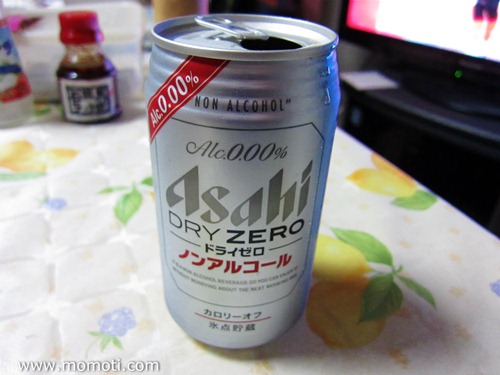 Alc.0.00%
NON ALCOHOL"
Alc.0.00%
Asahi
DRY ZERO
ドライゼロ
ノンアルコール
カロリーオフ
氷点貯蔵
www.momoti.com